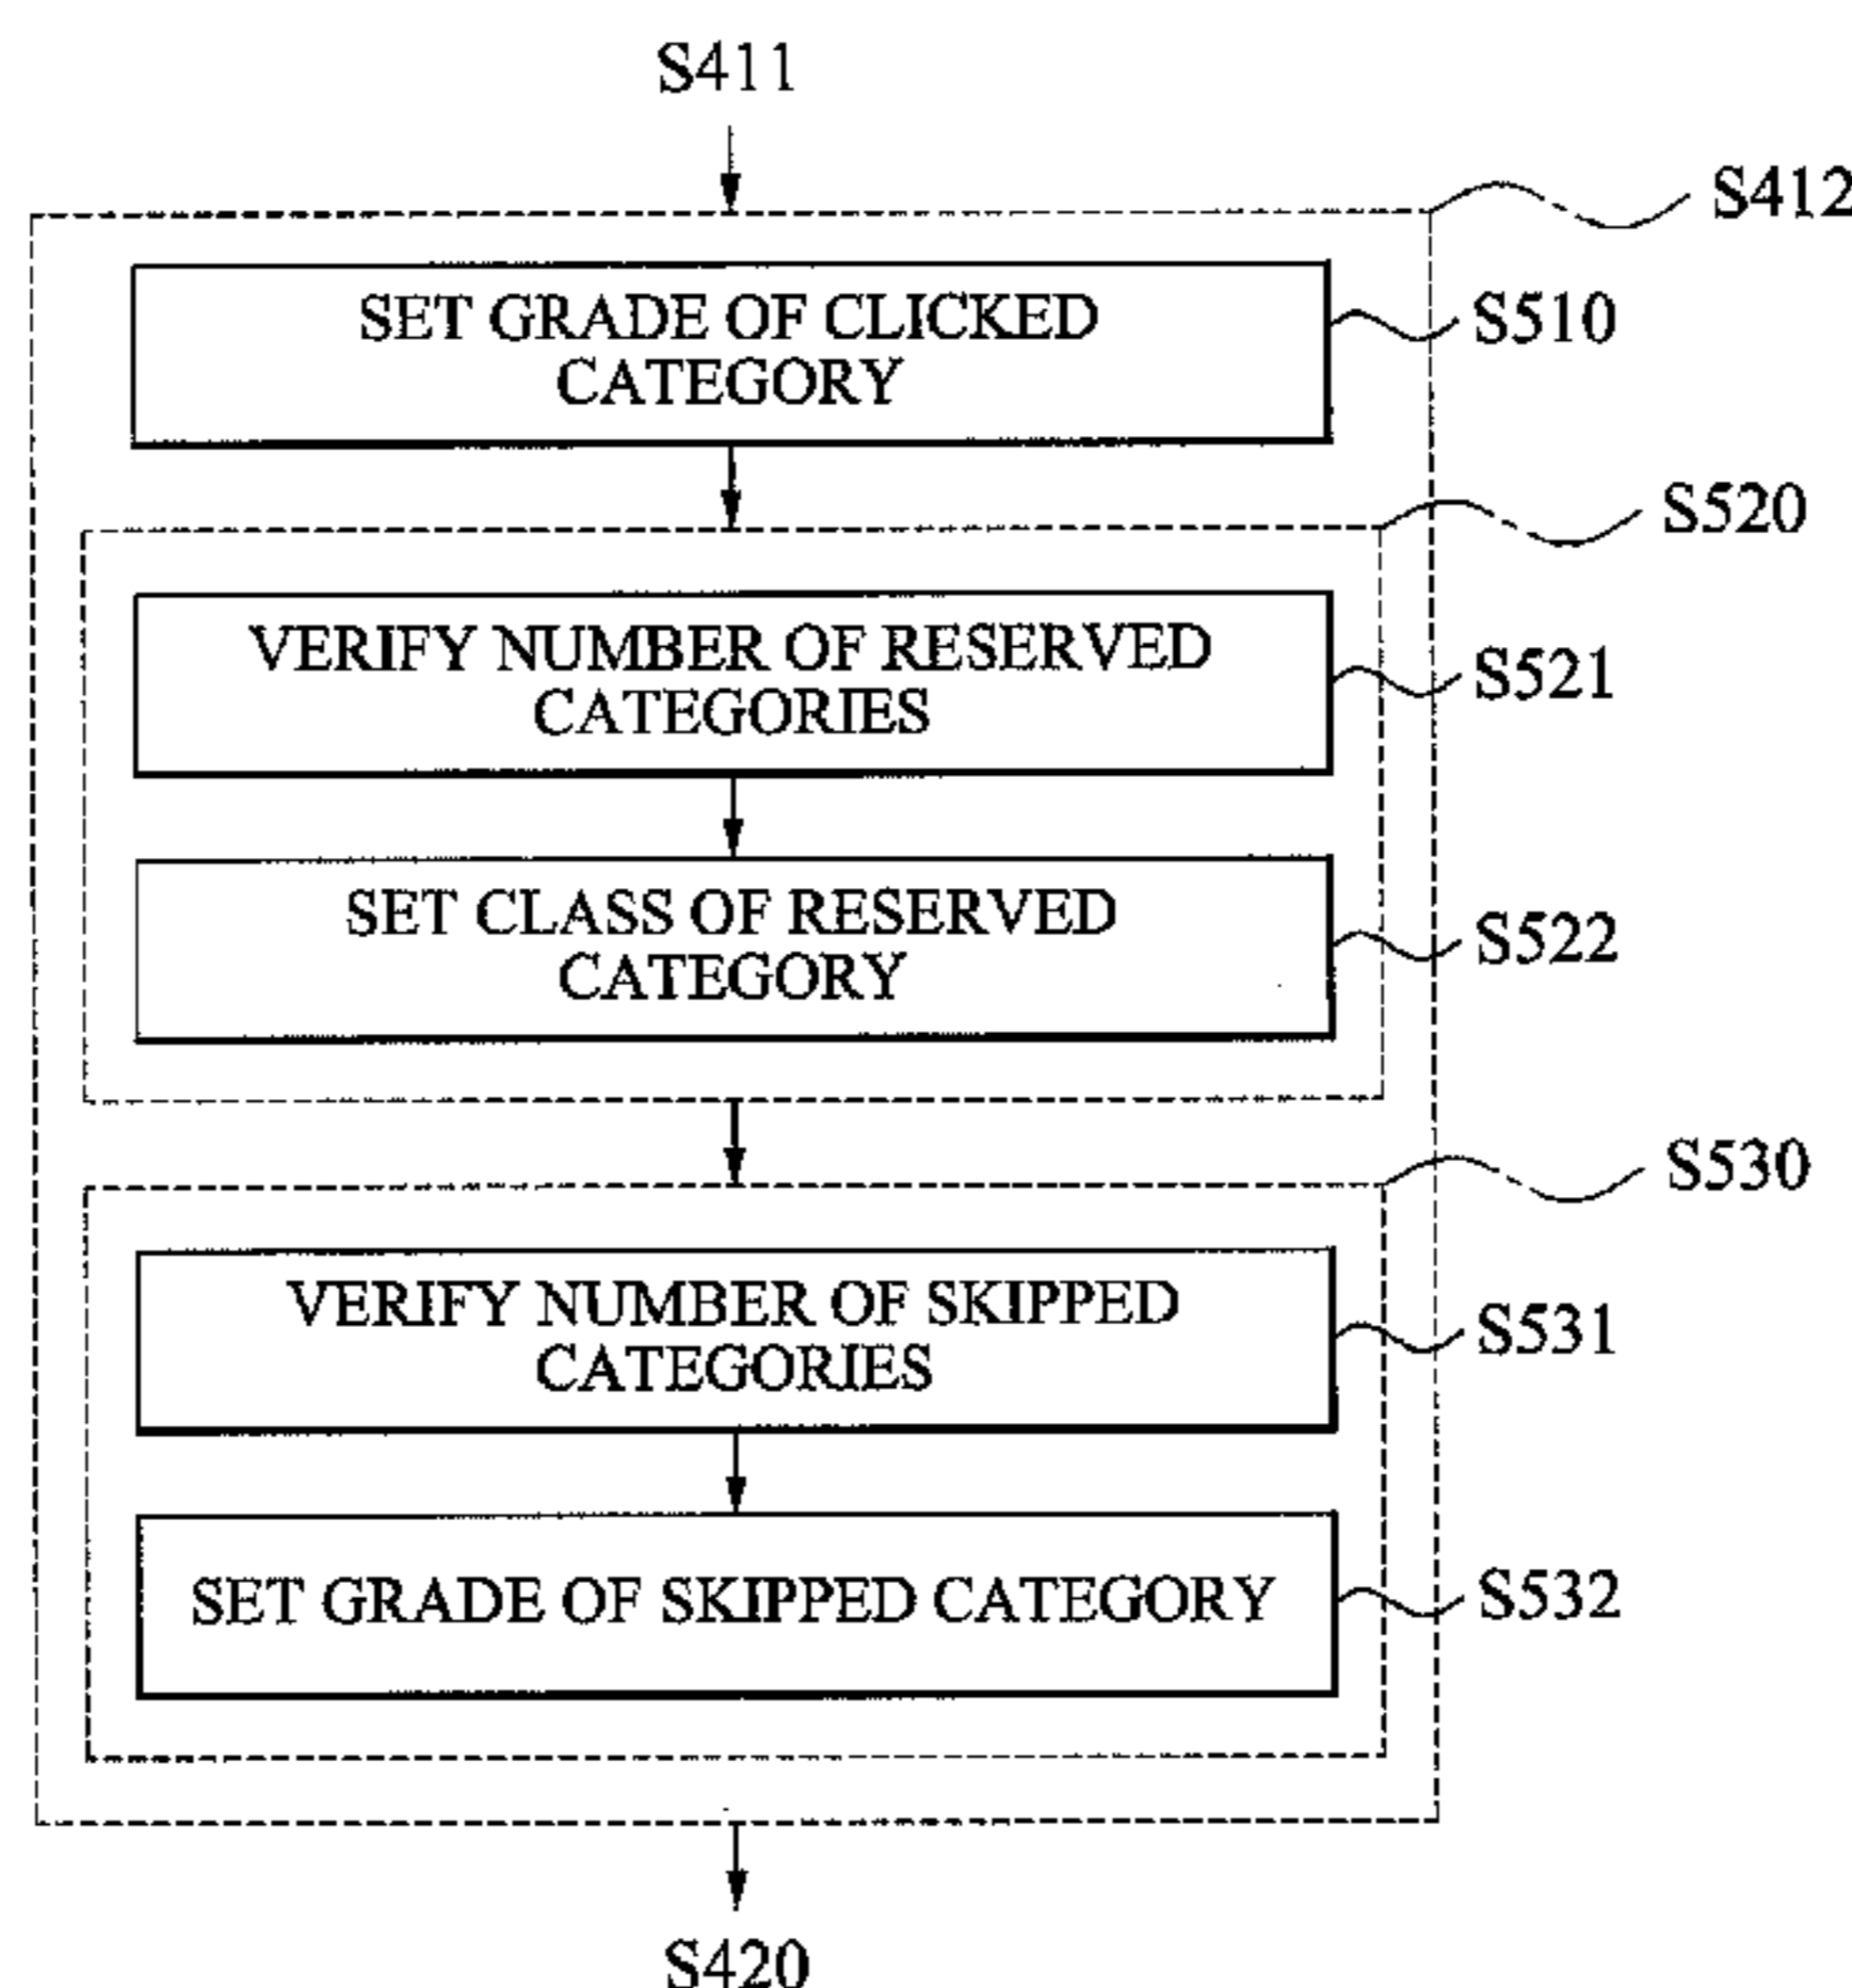 S411
S412
SET GRADE OF CLICKED
CATEGORY
S510
S520
VERIFY NUMBER OF RESERVED
CATEGORIES
S521
SET CLASS OF RESERVED
CATEGORY
S522
S530
VERIFY NUMBER OF SKIPPED
CATEGORIES
S531
SET GRADE OF SKIPPED CATEGORY
S532
S420